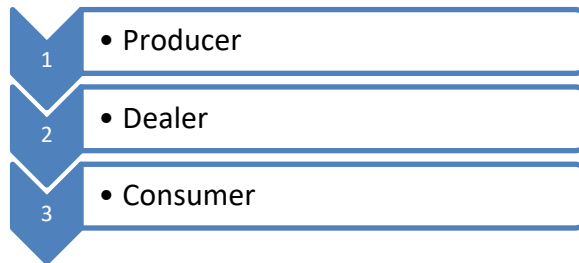 1 • Producer
2 • Dealer
3 • Consumer